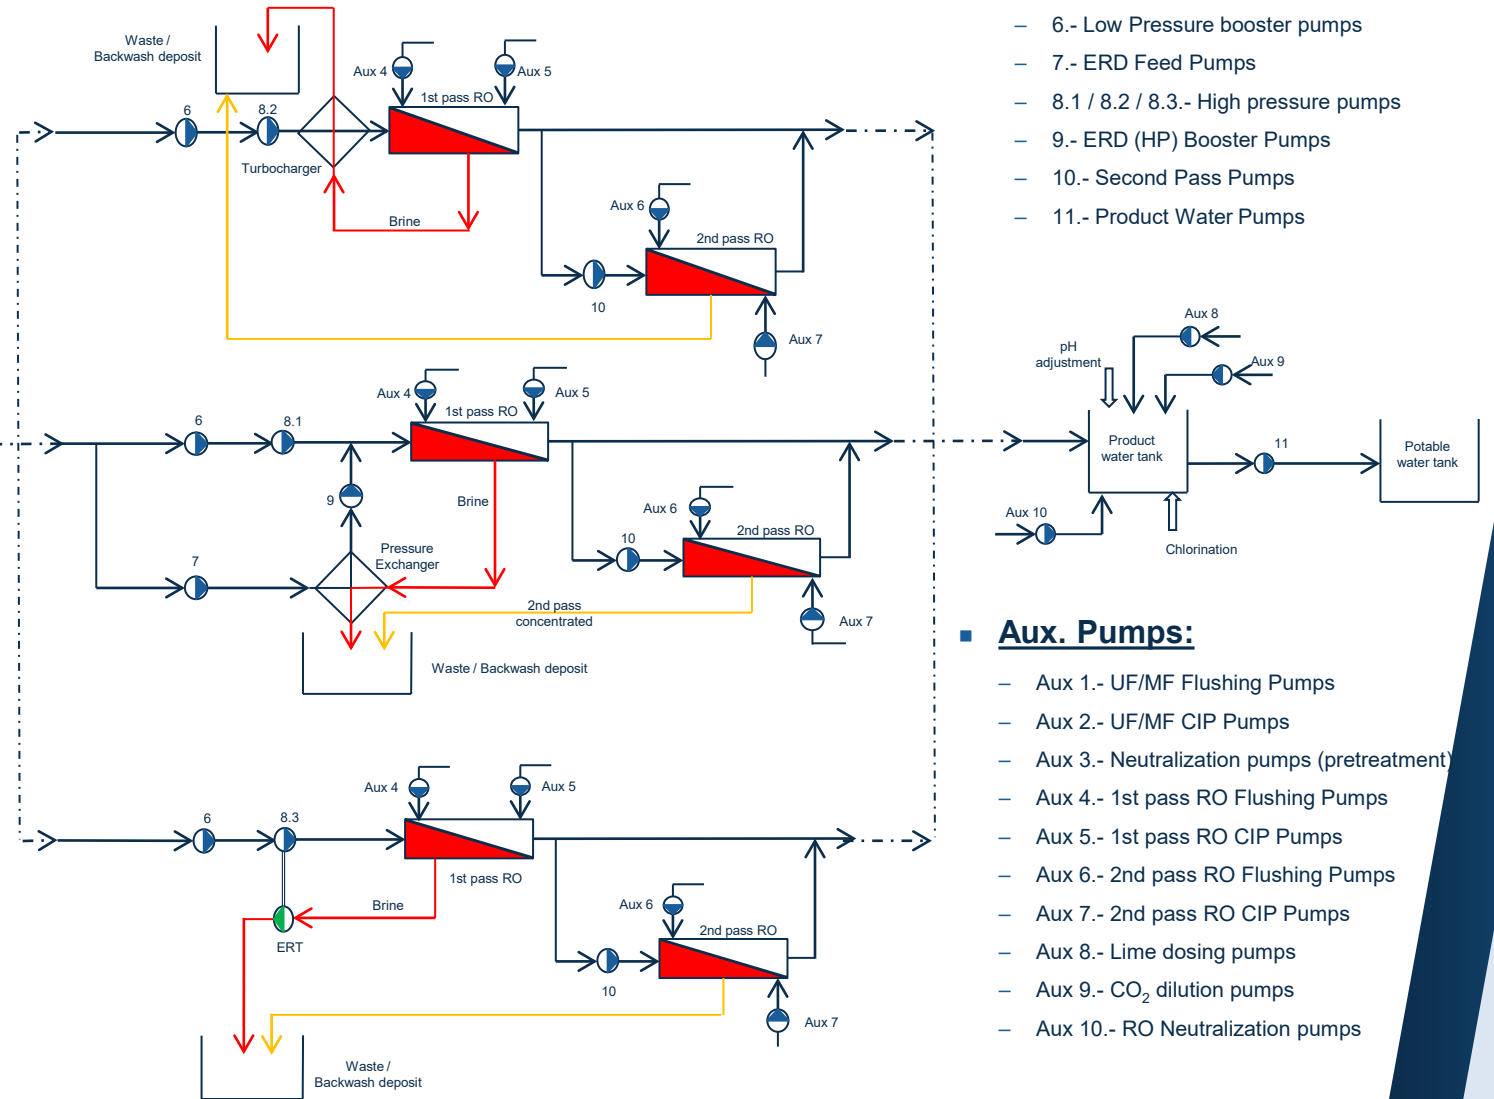 Waste /
Backwash deposit
Aux 4
Aux 5
1st pass RO
6
8.2
Turbocharger
Brine
Aux 6
2nd pass RO
10
Aux 7
Aux 4
Aux 5
1st pass RO
6
8.1
9
Brine
Aux 6
2nd pass RO
10
7
Pressure
Exchanger
2nd pass
concentrated
Aux 7
Waste / Backwash deposit
Aux 4
Aux 5
6
8.3
1st pass RO
Brine
ERT
Aux 6
2nd pass RO
10
Aux 7
Waste /
Backwash deposit
– 6.- Low Pressure booster pumps
– 7.- ERD Feed Pumps
– 8.1 / 8.2 / 8.3.- High pressure pumps
– 9.- ERD (HP) Booster Pumps
– 10.- Second Pass Pumps
– 11.- Product Water Pumps
Aux 8
pH
adjustment
Aux 9
Product
water tank
11
Potable
water tank
Aux 10
Chlorination
▪ Aux. Pumps:
– Aux 1.- UF/MF Flushing Pumps
– Aux 2.- UF/MF CIP Pumps
– Aux 3.- Neutralization pumps (pretreatment)
– Aux 4.- 1st pass RO Flushing Pumps
– Aux 5.- 1st pass RO CIP Pumps
– Aux 6.- 2nd pass RO Flushing Pumps
– Aux 7.- 2nd pass RO CIP Pumps
– Aux 8.- Lime dosing pumps
– Aux 9.- CO₂ dilution pumps
– Aux 10.- RO Neutralization pumps